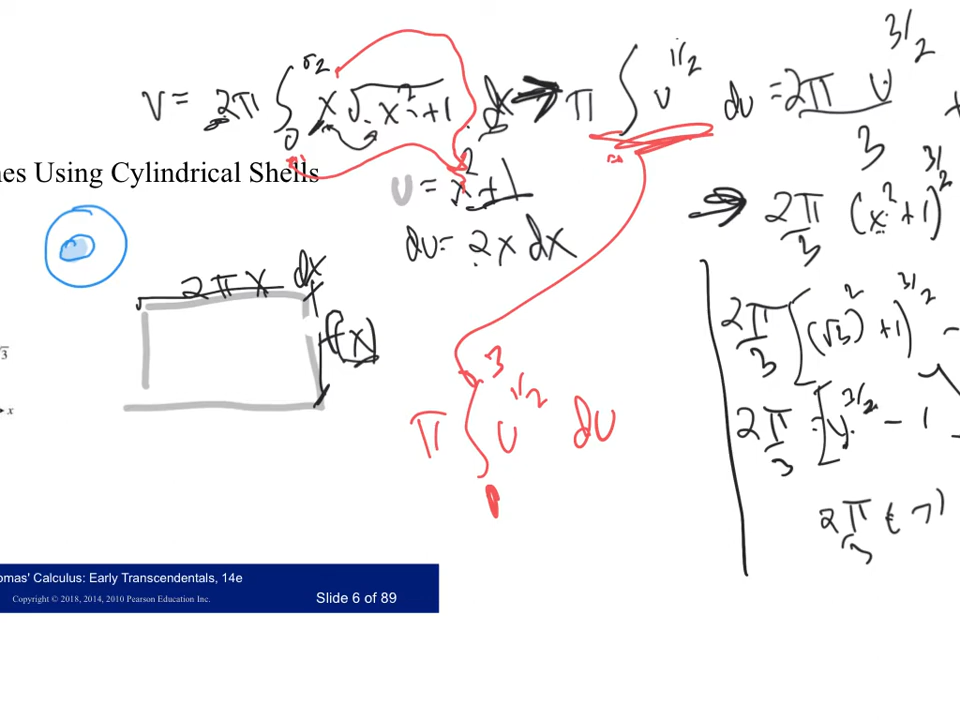 V = 2π ∫₀^√2 x √x²+1 dx → π ∫ u^1/2 du = 2π u^3/2
3
nes Using Cylindrical Shells
u = x²+1
→ 2π/3 (x²+1)^3/2
du = 2x dx
2πx dx
f(x)
√3
x
2π/3 [((√3)²+1)^3/2 −
π ∫ u^1/2 du
3
2π/3 = [4^3/2 − 1
2π/3 (7)
omas' Calculus: Early Transcendentals, 14e
Copyright © 2018, 2014, 2010 Pearson Education Inc.
Slide 6 of 89